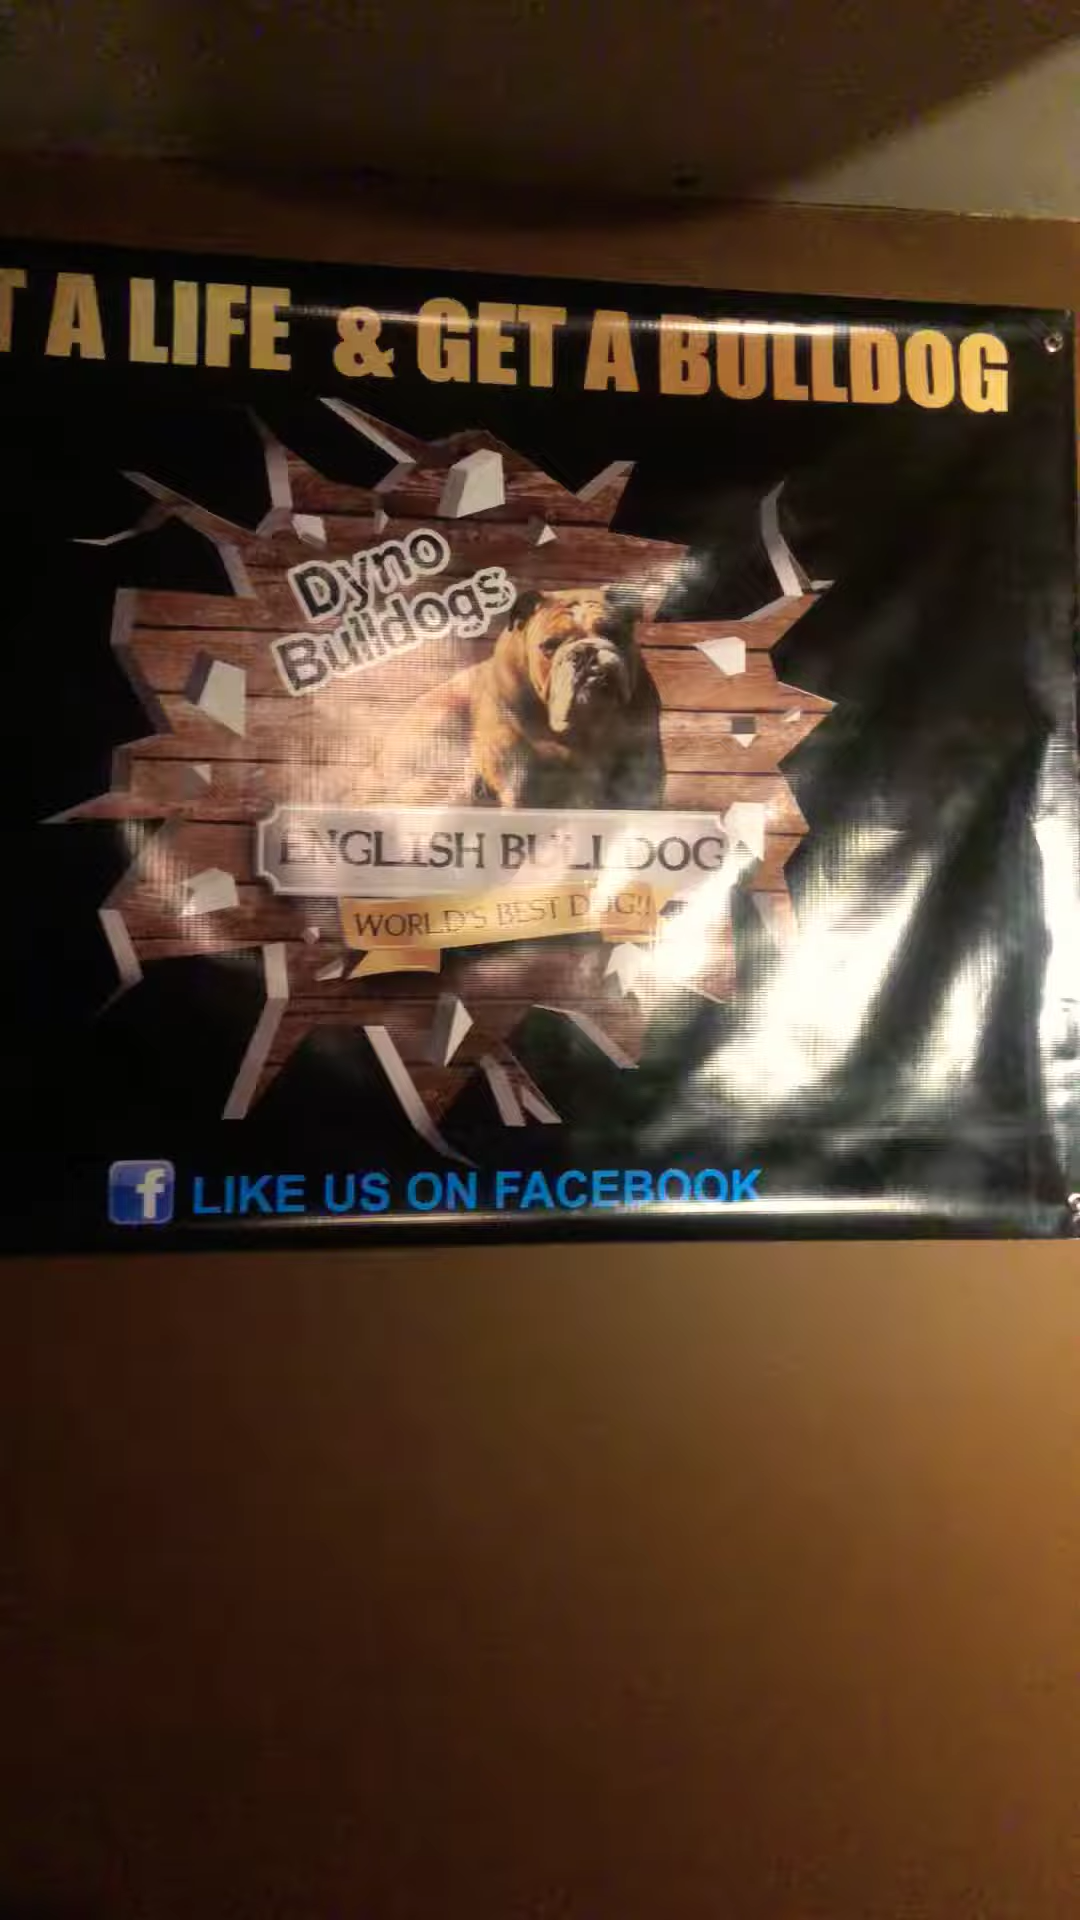 T A LIFE & GET A BULLDOG
Dyno
Bulldogs
ENGLISH BULLDOG
WORLD'S BEST DOG!!
f LIKE US ON FACEBOOK